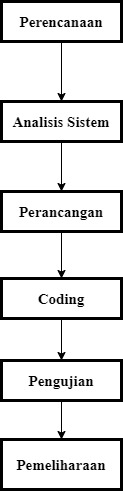 Perencanaan
Analisis Sistem
Perancangan
Coding
Pengujian
Pemeliharaan